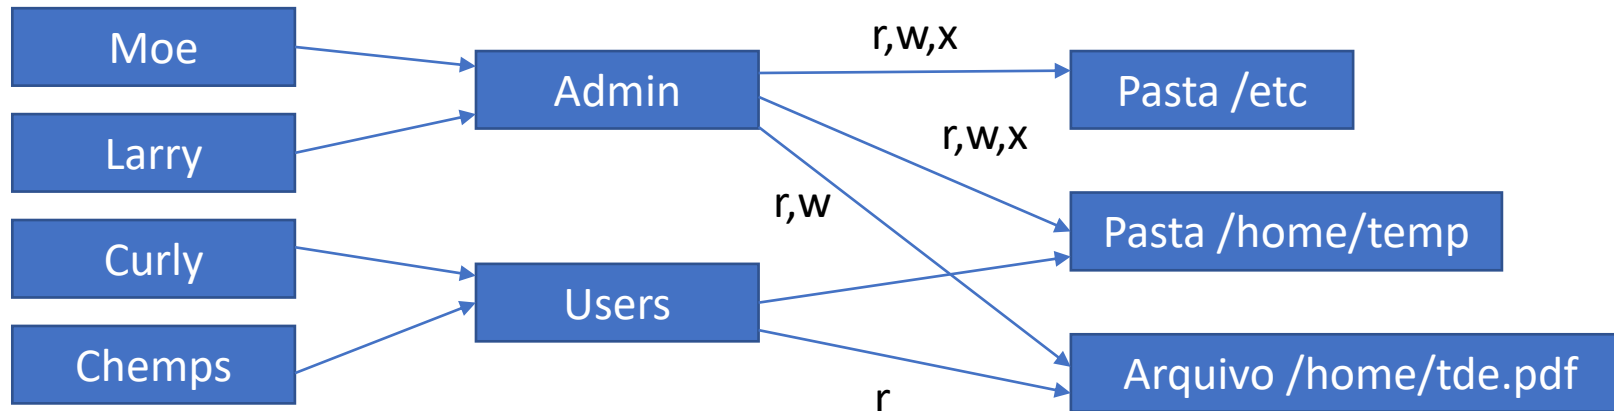 Moe
Larry
Curly
Chemps
Admin
Users
r,w,x
r,w,x
r,w
r
Pasta /etc
Pasta /home/temp
Arquivo /home/tde.pdf